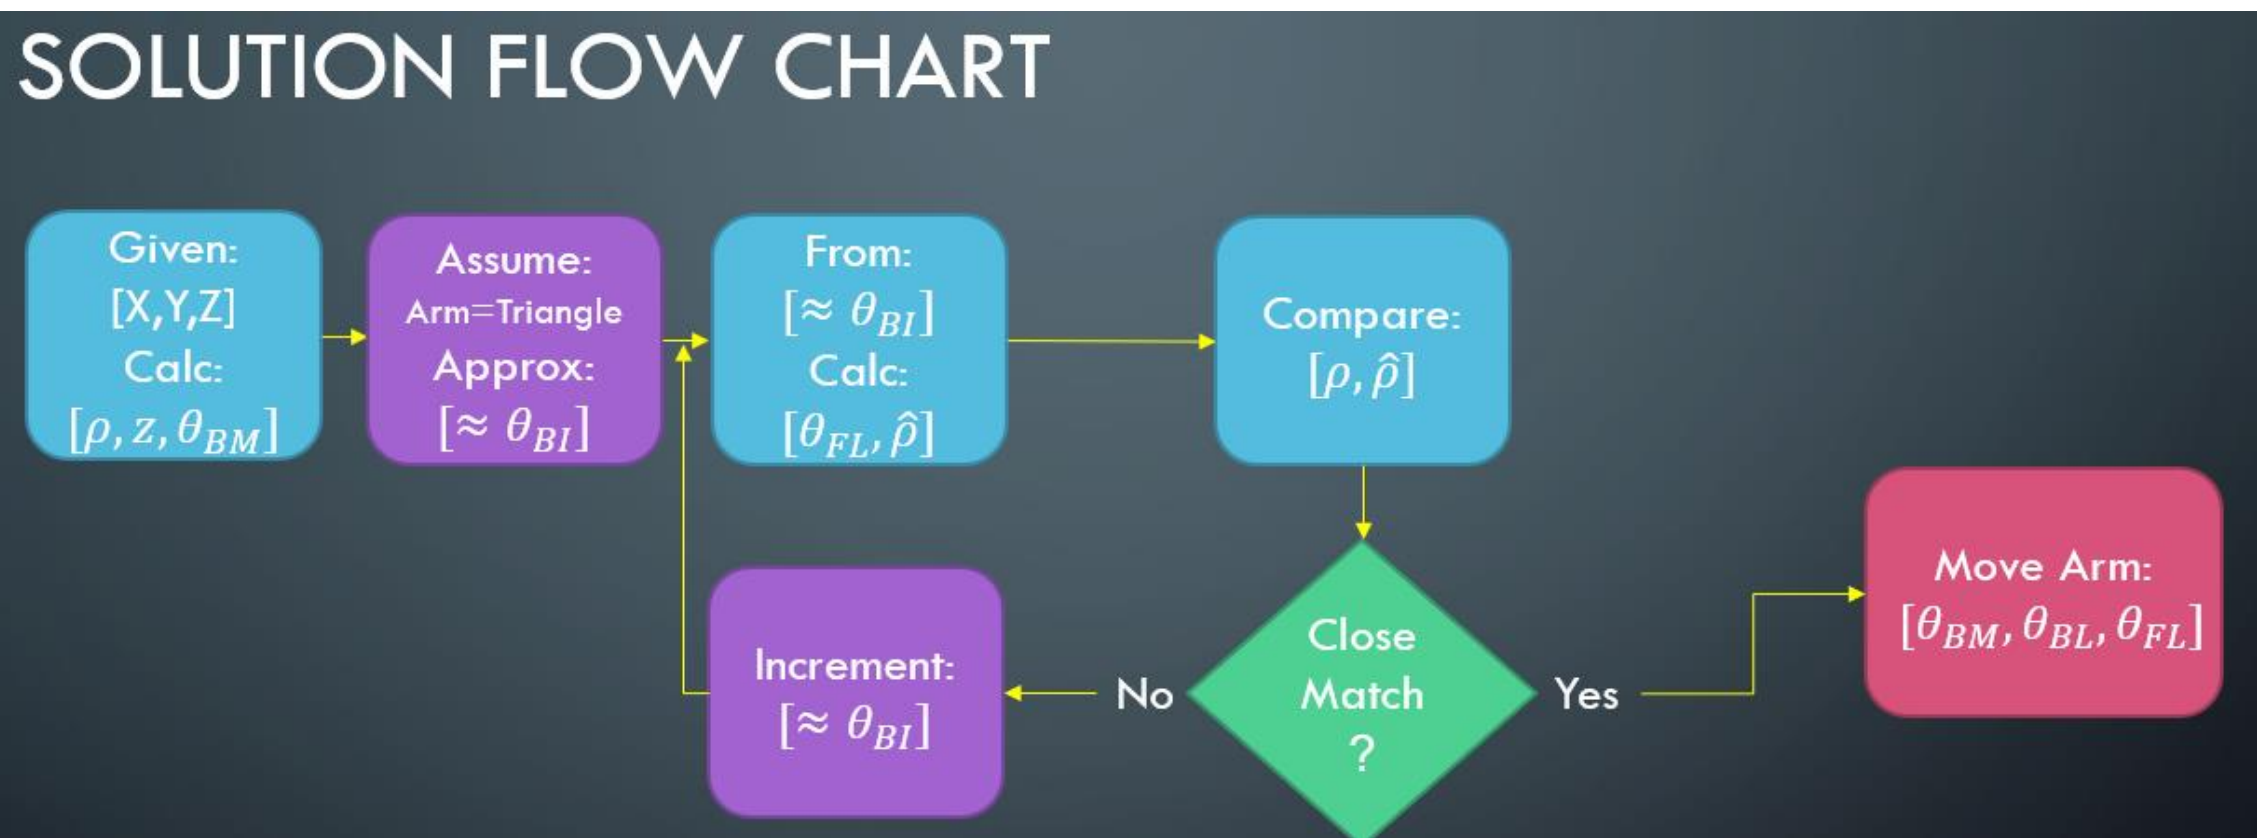 SOLUTION FLOW CHART
Given:
[X,Y,Z]
Calc:
[ρ, z, θ_BM]
Assume:
Arm=Triangle
Approx:
[≈ θ_BI]
From:
[≈ θ_BI]
Calc:
[θ_FL, ρ̂]
Compare:
[ρ, ρ̂]
Close
Match
?
No
Yes
Increment:
[≈ θ_BI]
Move Arm:
[θ_BM, θ_BL, θ_FL]